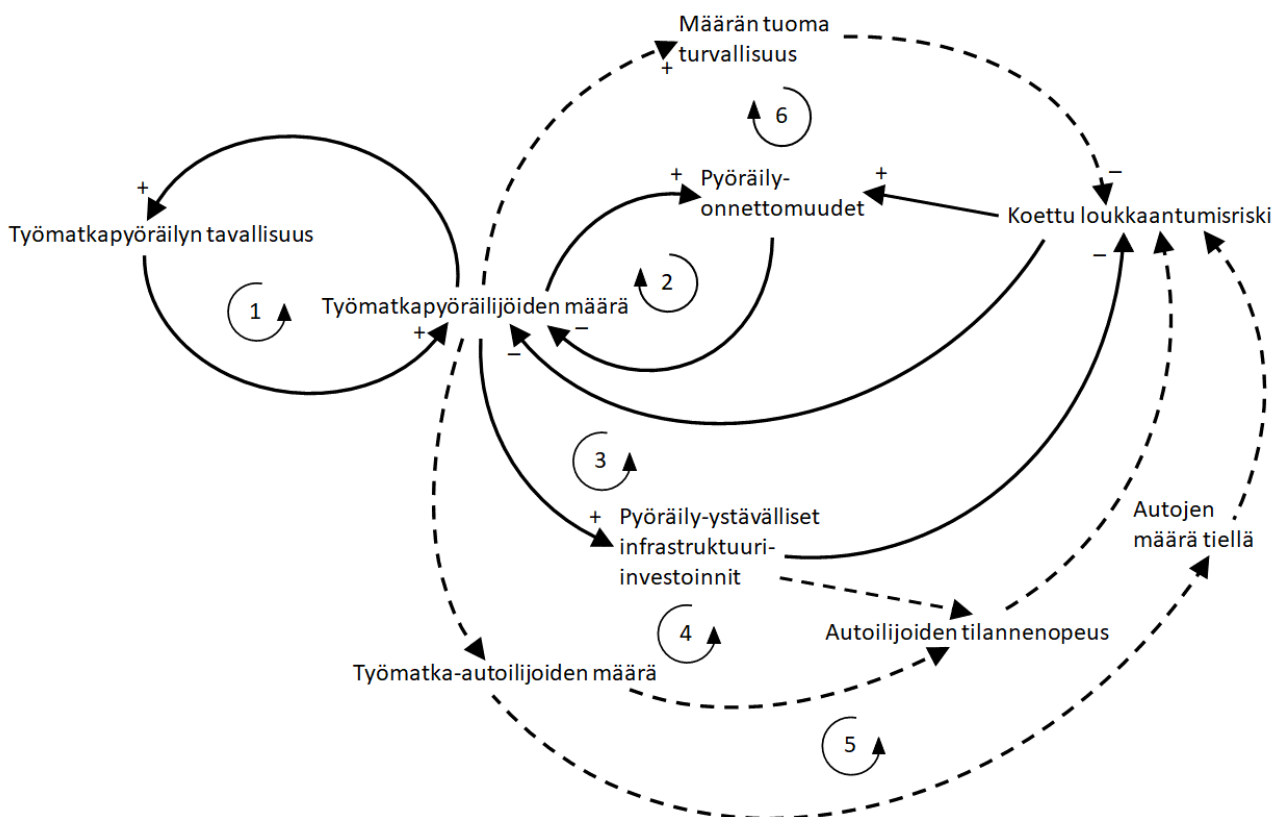 Määrän tuoma
turvallisuus
+
–
6
+
Pyöräily-
onnettomuudet
+
+
Työmatkapyöräilyn tavallisuus
Koettu loukkaantumisriski
–
1
2
Työmatkapyöräilijöiden määrä
+
–
–
3
+
Pyöräily-ystävälliset
infrastruktuuri-
investoinnit
Autojen
määrä tiellä
4
Autoilijoiden tilannenopeus
Työmatka-autoilijoiden määrä
5